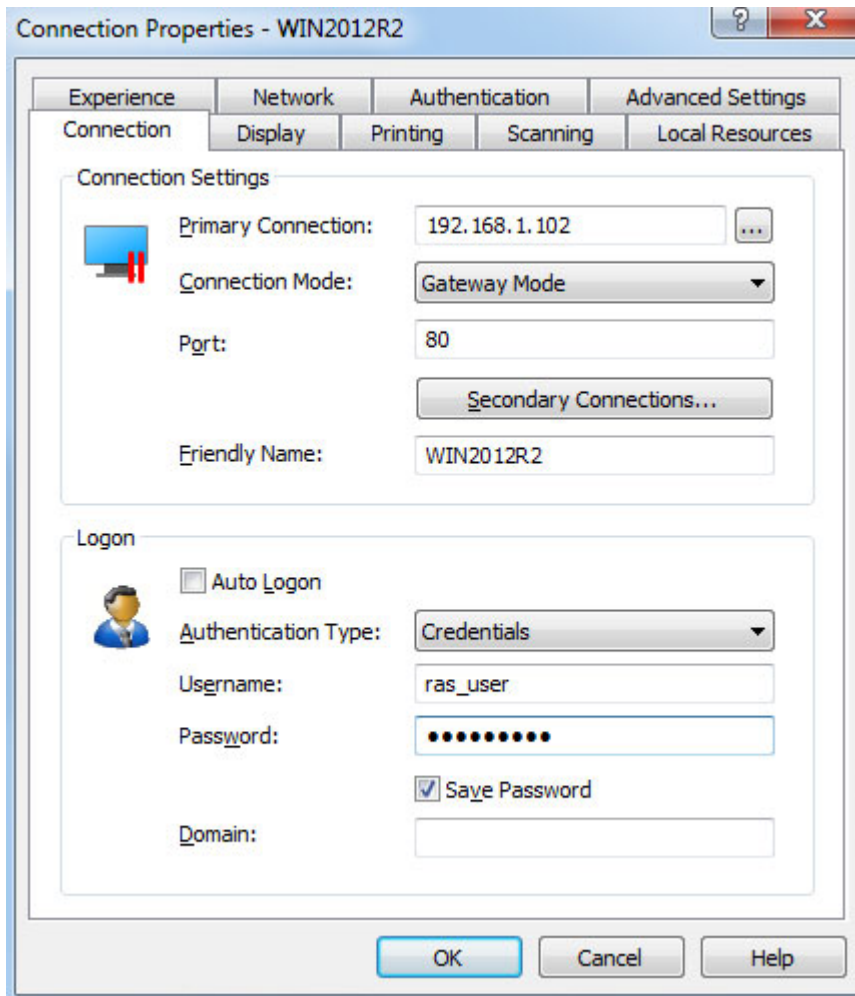 Connection Properties - WIN2012R2
Experience Network Authentication Advanced Settings
Connection Display Printing Scanning Local Resources
Connection Settings
Primary Connection: 192.168.1.102 ...
Connection Mode: Gateway Mode
Port: 80
Secondary Connections...
Friendly Name: WIN2012R2
Logon
Auto Logon
Authentication Type: Credentials
Username: ras_user
Password: •••••••••
Save Password
Domain:
OK Cancel Help